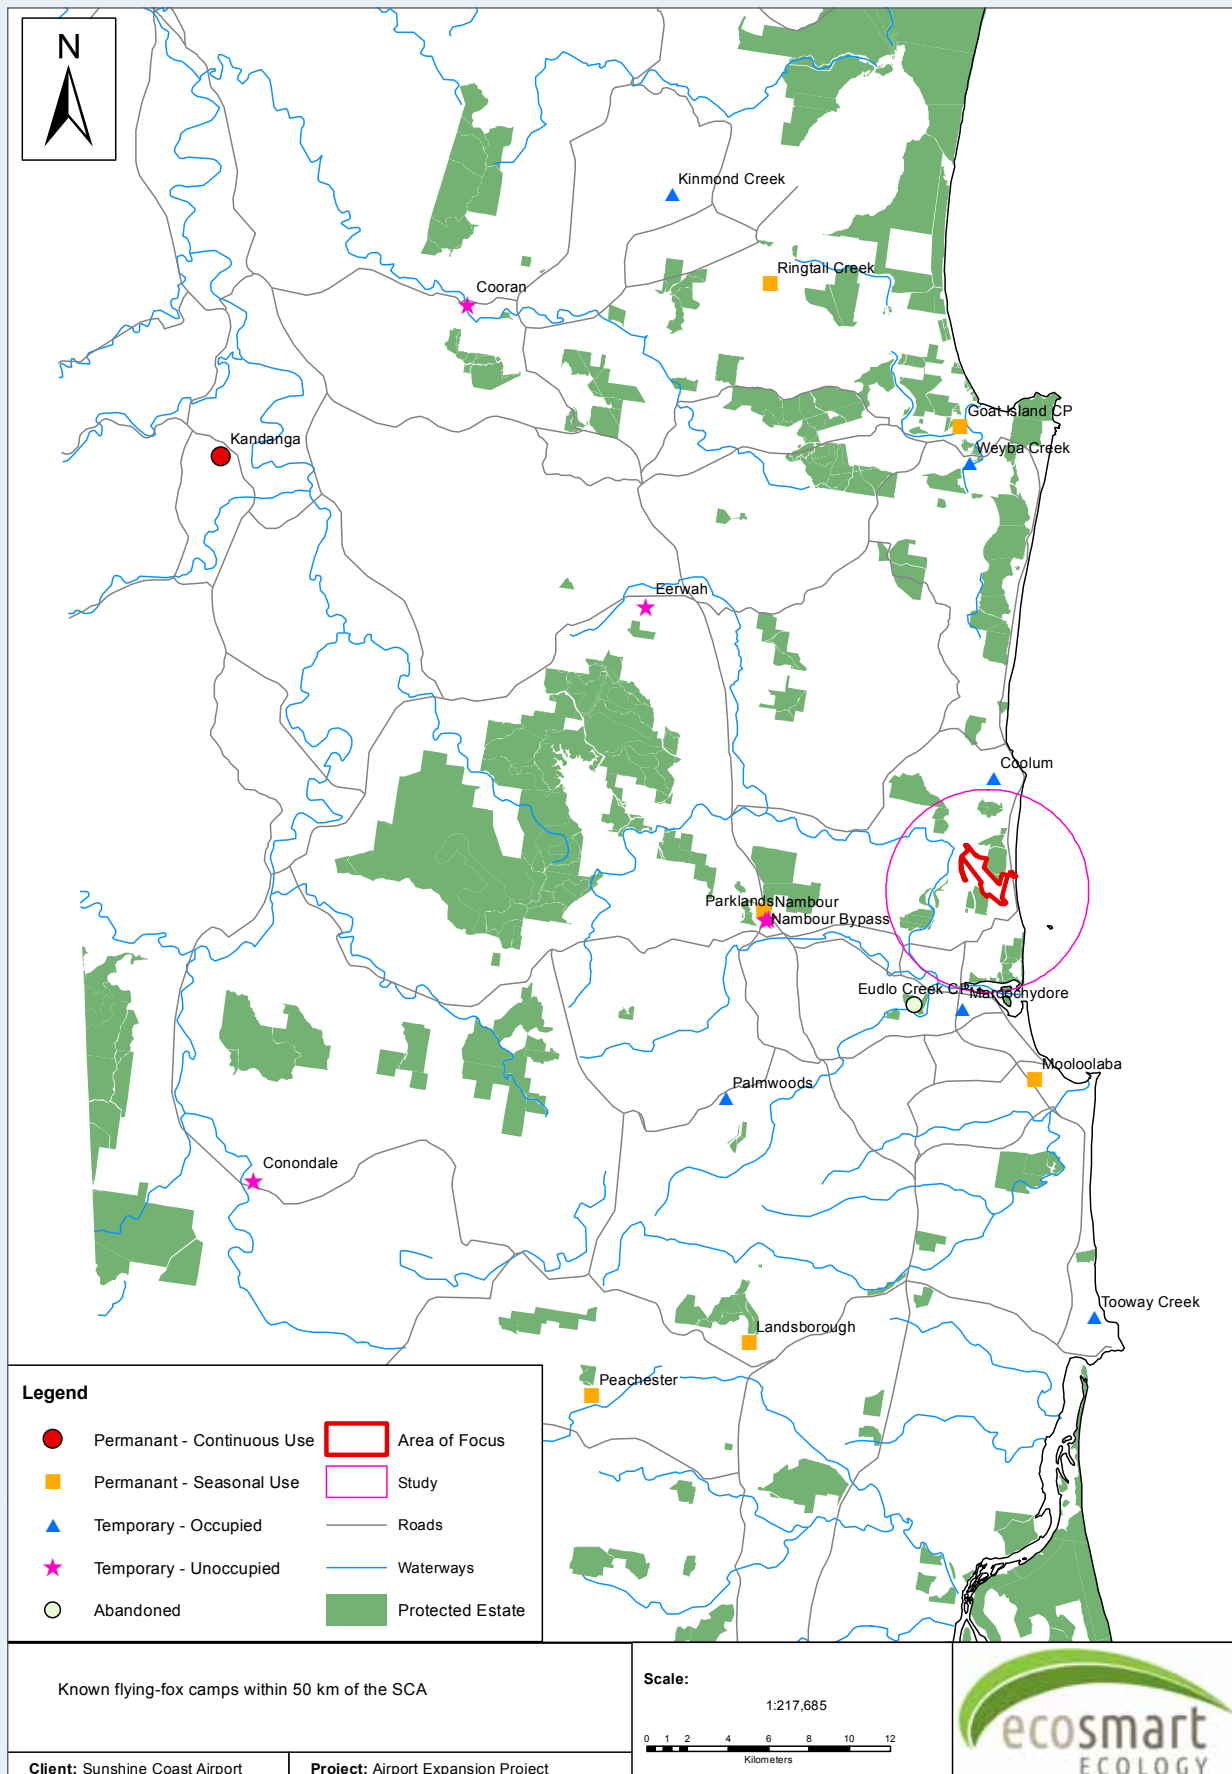 N
Kinmond Creek
Ringtail Creek
Cooran
Goat Island CP
Kandanga
Weyba Creek
Eerwah
Coolum
Parklands
Nambour
Nambour Bypass
Eudlo Creek CP
Maroochydore
Mooloolaba
Palmwoods
Conondale
Tooway Creek
Landsborough
Peachester
Legend
Permanant - Continuous Use
Area of Focus
Permanant - Seasonal Use
Study
Temporary - Occupied
Roads
Temporary - Unoccupied
Waterways
Abandoned
Protected Estate
Known flying-fox camps within 50 km of the SCA
Scale:
1:217,685
0 1 2 4 6 8 10 12
Kilometers
Client: Sunshine Coast Airport
Project: Airport Expansion Project
ecosmart
ECOLOGY